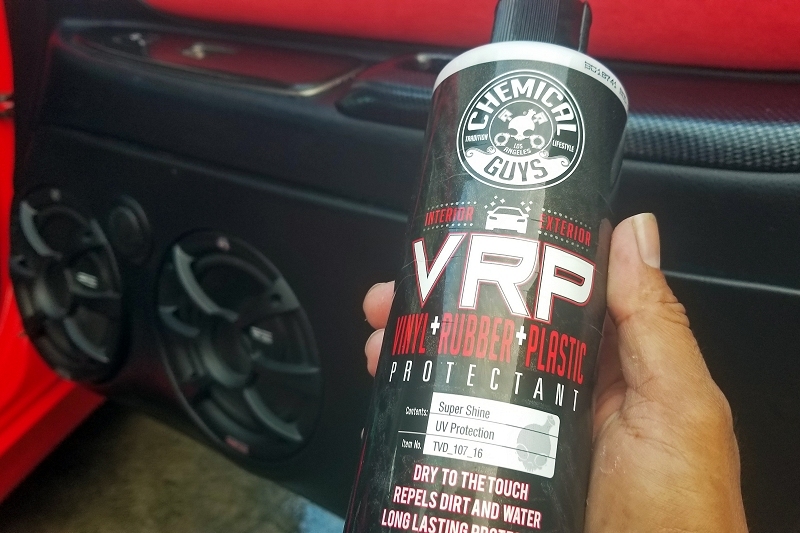 CHEMICAL
TRADITION
LIFESTYLE
LOS
ANGELES
GUYS
INTERIOR EXTERIOR
VRP
VINYL+RUBBER+PLASTIC
PROTECTANT
Contents: Super Shine
UV Protection
Item No. TVD_107_16
DRY TO THE TOUCH
REPELS DIRT AND WATER
LONG LASTING